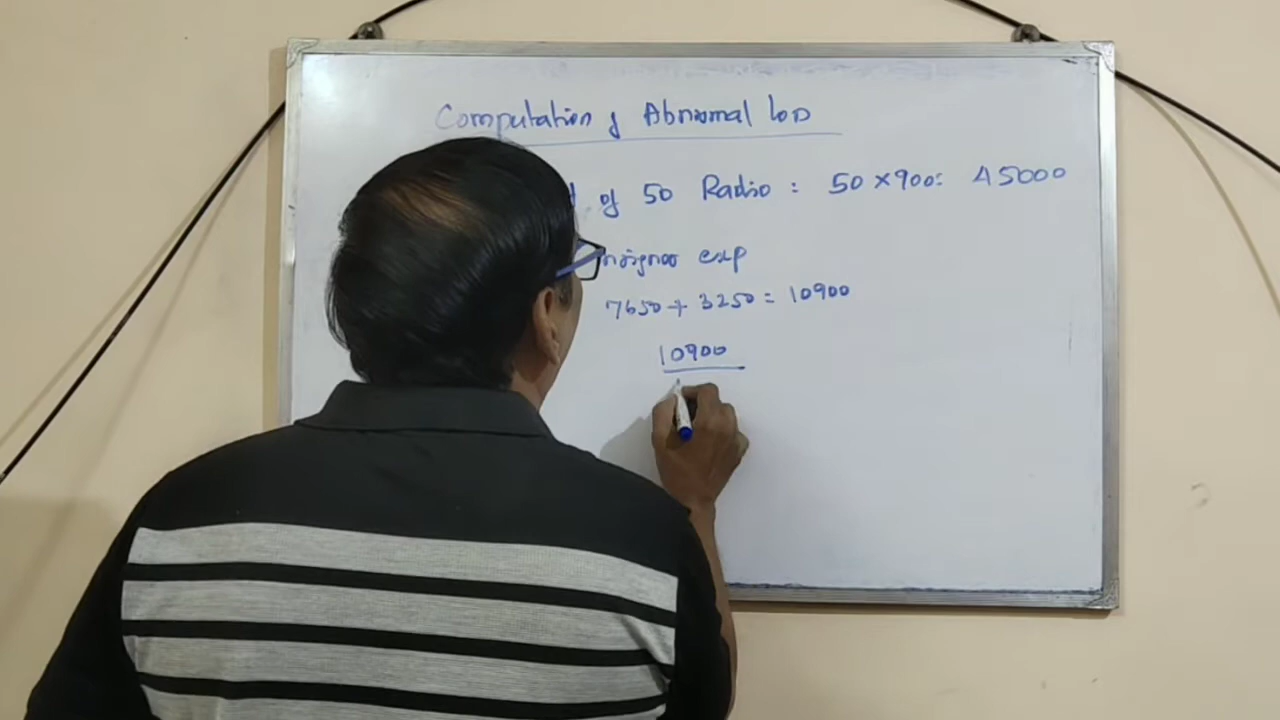 Computation of Abnormal loss
of 50 Radio : 50 × 900 = 45000
exp
7650 + 3250 = 10900
10900